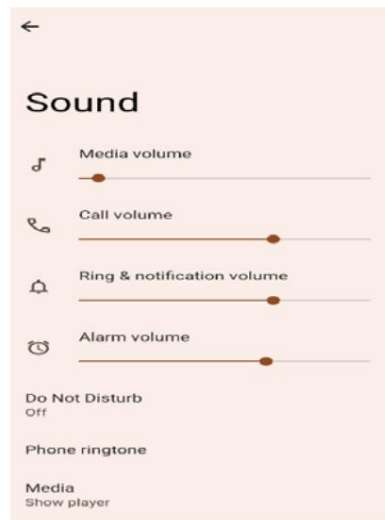 Sound
Media volume
Call volume
Ring & notification volume
Alarm volume
Do Not Disturb
Off
Phone ringtone
Media
Show player